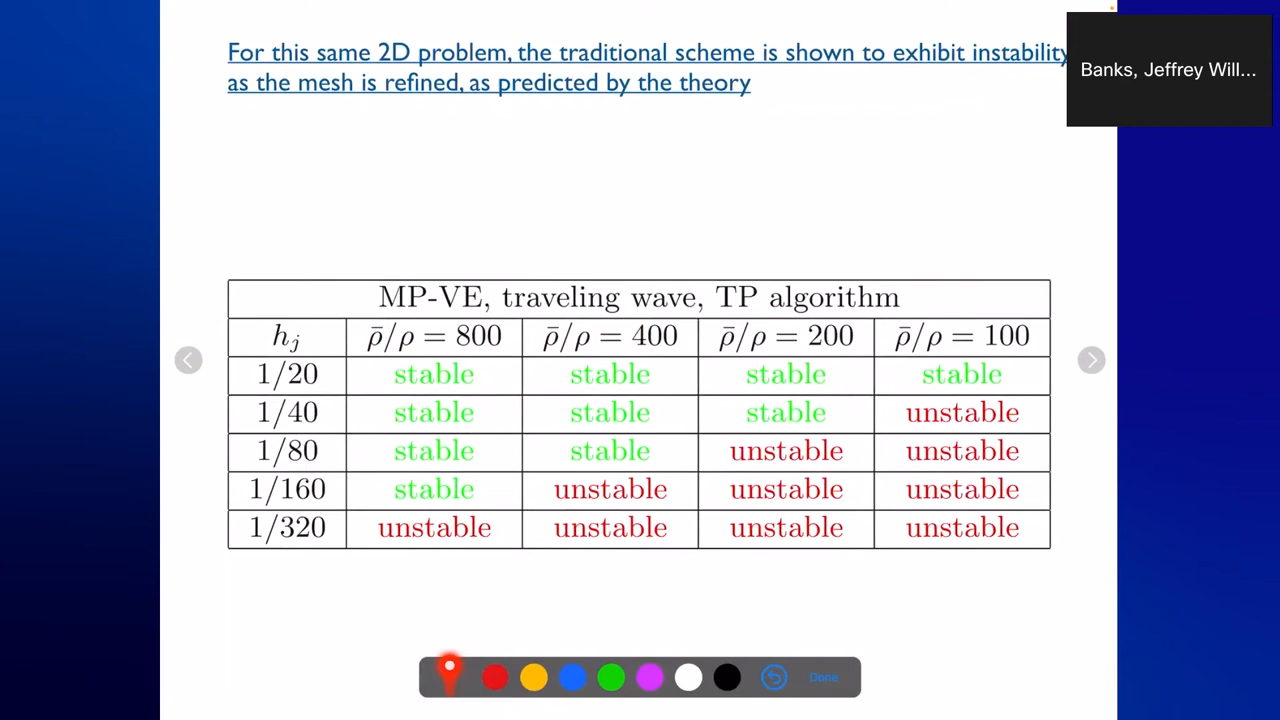 For this same 2D problem, the traditional scheme is shown to exhibit instability
as the mesh is refined, as predicted by the theory
Banks, Jeffrey Will...
MP-VE, traveling wave, TP algorithm
h_j ρ̄/ρ = 800 ρ̄/ρ = 400 ρ̄/ρ = 200 ρ̄/ρ = 100
1/20 stable stable stable stable
1/40 stable stable stable unstable
1/80 stable stable unstable unstable
1/160 stable unstable unstable unstable
1/320 unstable unstable unstable unstable
Done